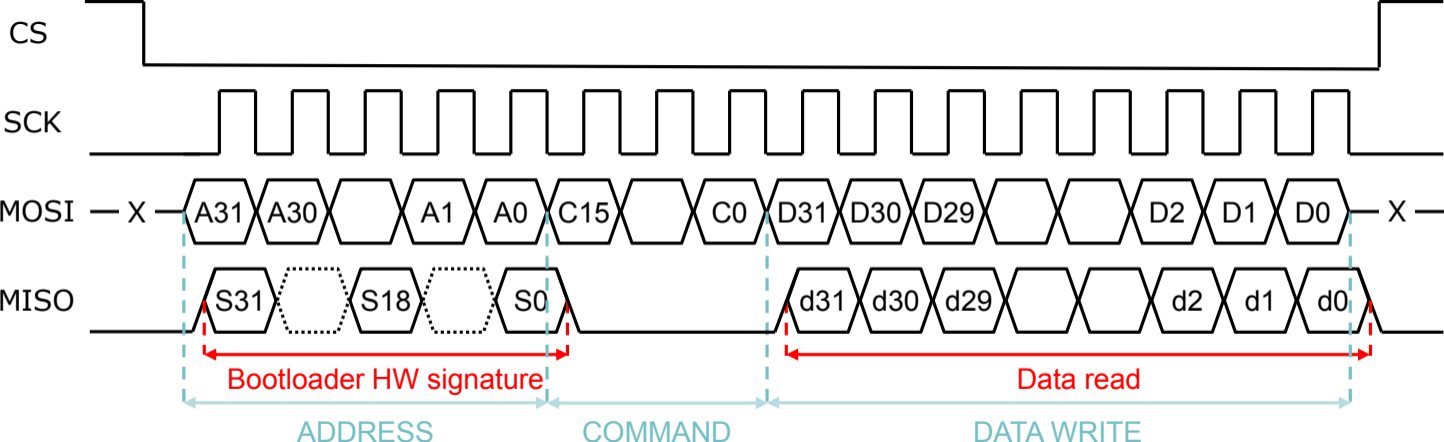 CS
SCK
MOSI X A31 A30 A1 A0 C15 C0 D31 D30 D29 D2 D1 D0 X
MISO S31 S18 S0 d31 d30 d29 d2 d1 d0
Bootloader HW signature Data read
ADDRESS COMMAND DATA WRITE